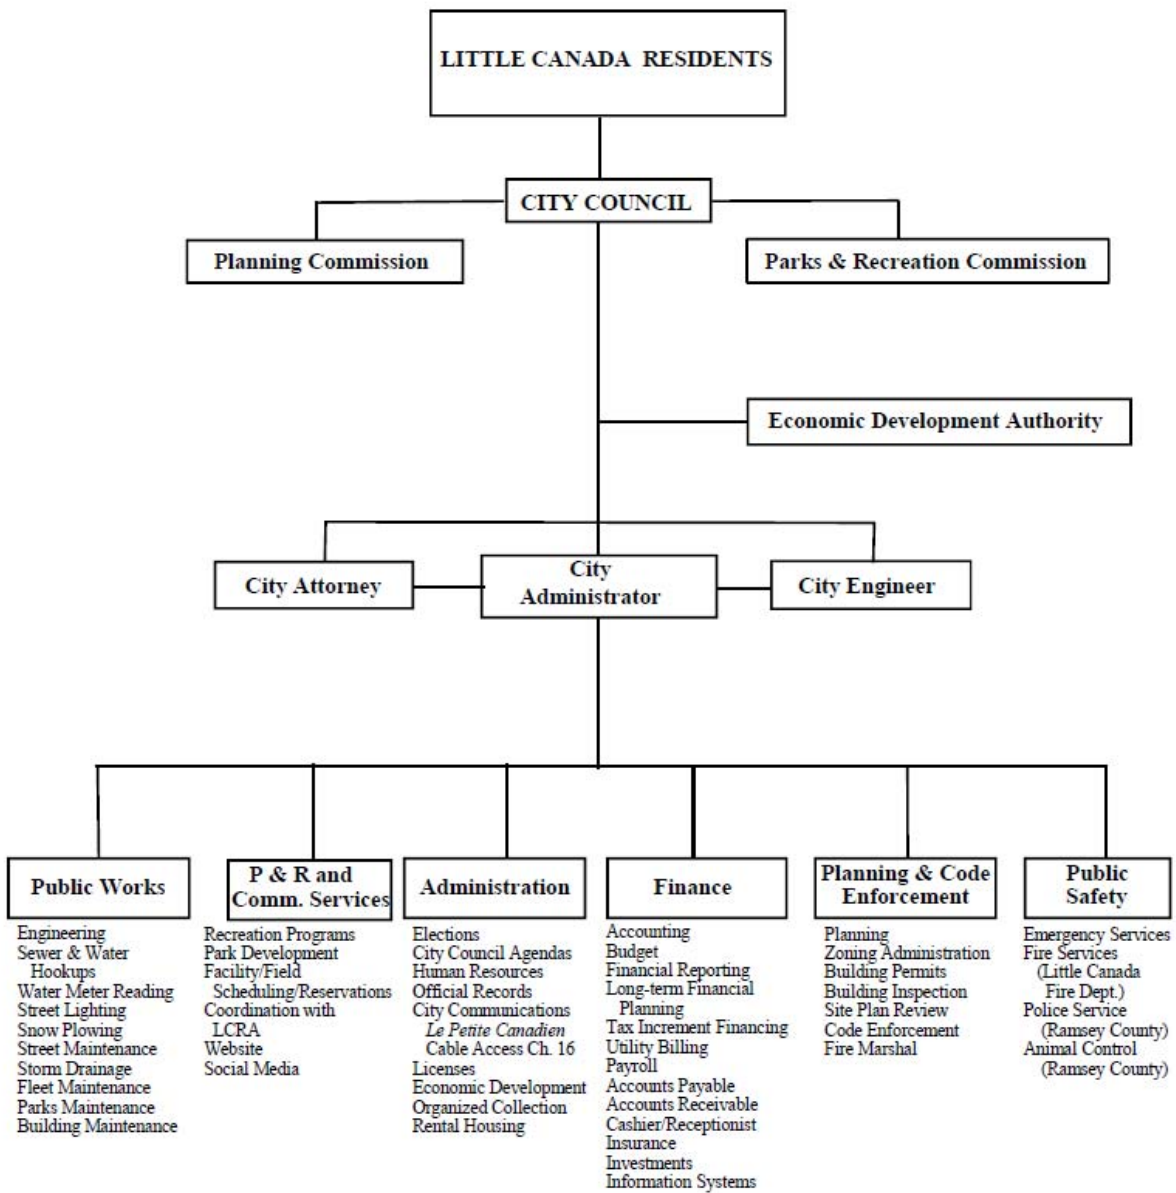 LITTLE CANADA RESIDENTS
CITY COUNCIL
Planning Commission
Parks & Recreation Commission
Economic Development Authority
City Attorney
City
Administrator
City Engineer
Public Works
Engineering
Sewer & Water
Hookups
Water Meter Reading
Street Lighting
Snow Plowing
Street Maintenance
Storm Drainage
Fleet Maintenance
Parks Maintenance
Building Maintenance
P & R and
Comm. Services
Recreation Programs
Park Development
Facility/Field
Scheduling/Reservations
Coordination with
LCRA
Website
Social Media
Administration
Elections
City Council Agendas
Human Resources
Official Records
City Communications
Le Petite Canadien
Cable Access Ch. 16
Licenses
Economic Development
Organized Collection
Rental Housing
Finance
Accounting
Budget
Financial Reporting
Long-term Financial
Planning
Tax Increment Financing
Utility Billing
Payroll
Accounts Payable
Accounts Receivable
Cashier/Receptionist
Insurance
Investments
Information Systems
Planning & Code
Enforcement
Planning
Zoning Administration
Building Permits
Building Inspection
Site Plan Review
Code Enforcement
Fire Marshal
Public
Safety
Emergency Services
Fire Services
(Little Canada
Fire Dept.)
Police Service
(Ramsey County)
Animal Control
(Ramsey County)